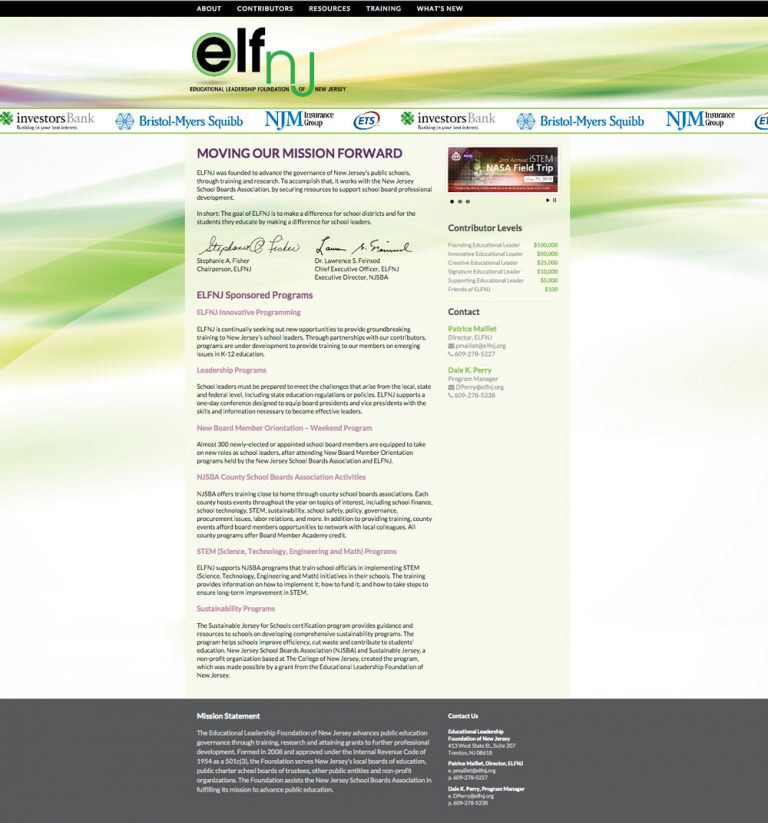 ABOUT CONTRIBUTORS RESOURCES TRAINING WHAT'S NEW
elfnj
EDUCATIONAL LEADERSHIP FOUNDATION OF NEW JERSEY
investorsBank Bristol-Myers Squibb NJM Insurance Group ETS investorsBank Bristol-Myers Squibb NJM Insurance Group
Banking in your best interest. Banking in your best interest.
MOVING OUR MISSION FORWARD
ELFNJ was founded to advance the governance of New Jersey's public schools,
through training and research. To accomplish that, it works with the New Jersey
School Boards Association, by securing resources to support school board professional
development.
In short: The goal of ELFNJ is to make a difference for school districts and for the
students they educate by making a difference for school leaders.
Stephanie A. Fisher
Chairperson, ELFNJ
Dr. Lawrence S. Feinsod
Chief Executive Officer, ELFNJ
Executive Director, NJSBA
ELFNJ Sponsored Programs
ELFNJ Innovative Programming
ELFNJ is continually seeking out new opportunities to provide groundbreaking
training to New Jersey's school leaders. Through partnerships with our contributors,
programs are under development to provide training to our members on emerging
issues in K-12 education.
Leadership Programs
School leaders must be prepared to meet the challenges that arise from the local, state
and federal level, including state education regulations or policies. ELFNJ supports a
one-day conference designed to equip board presidents and vice presidents with the
skills and information necessary to become effective leaders.
New Board Member Orientation – Weekend Program
Almost 300 newly-elected or appointed school board members are equipped to take
on new roles as school leaders, after attending New Board Member Orientation
programs held by the New Jersey School Boards Association and ELFNJ.
NJSBA County School Boards Association Activities
NJSBA offers training close to home through county school boards associations. Each
county hosts events throughout the year on topics of interest, including school finance,
school technology, STEM, sustainability, school safety, policy, governance,
procurement issues, labor relations, and more. In addition to providing training, county
events afford board members opportunities to network with local colleagues. All
county programs offer Board Member Academy credit.
STEM (Science, Technology, Engineering and Math) Programs
ELFNJ supports NJSBA programs that train school officials in implementing STEM
(Science, Technology, Engineering and Math) initiatives in their schools. The training
provides information on how to implement it; how to fund it; and how to take steps to
ensure long-term improvement in STEM.
Sustainability Programs
The Sustainable Jersey for Schools certification program provides guidance and
resources to schools on developing comprehensive sustainability programs. The
program helps schools improve efficiency, cut waste and contribute to students'
education. New Jersey School Boards Association (NJSBA) and Sustainable Jersey, a
non-profit organization based at The College of New Jersey, created the program,
which was made possible by a grant from the Educational Leadership Foundation of
New Jersey.
2nd Annual iSTEM
NASA Field Trip
Contributor Levels
Founding Educational Leader $100,000
Innovative Educational Leader $50,000
Creative Educational Leader $25,000
Signature Educational Leader $10,000
Supporting Educational Leader $5,000
Friends of ELFNJ $100
Contact
Patrice Maillet
Director, ELFNJ
pmaillet@elfnj.org
609-278-5227
Dale K. Perry
Program Manager
DPerry@elfnj.org
609-278-5238
Mission Statement
The Educational Leadership Foundation of New Jersey advances public education
governance through training, research and attaining grants to further professional
development. Formed in 2008 and approved under the Internal Revenue Code of
1954 as a 501c(3), the Foundation serves New Jersey's local boards of education,
public charter school boards of trustees, other public entities and non-profit
organizations. The Foundation assists the New Jersey School Boards Association in
fulfilling its mission to advance public education.
Contact Us
Educational Leadership
Foundation of New Jersey
413 West State St., Suite 207
Trenton, NJ 08618
Patrice Maillet, Director, ELFNJ
e. pmaillet@elfnj.org
p. 609-278-5227
Dale K. Perry, Program Manager
e. DPerry@elfnj.org
p. 609-278-5238